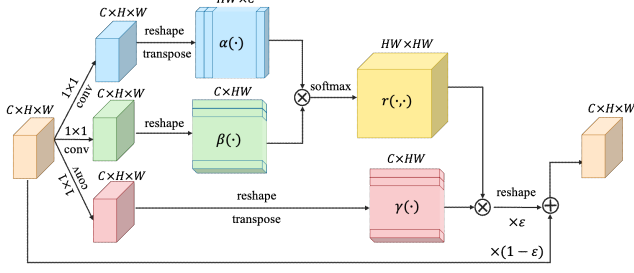 HW×C
C×H×W
reshape
transpose
α(·)
1×1
conv
HW×HW
softmax
r(·,·)
C×H×W
C×H×W
C×HW
1×1
conv
reshape
β(·)
C×H×W
C×H×W
1×1
conv
C×HW
reshape
transpose
γ(·)
reshape
×ε
×(1 − ε)